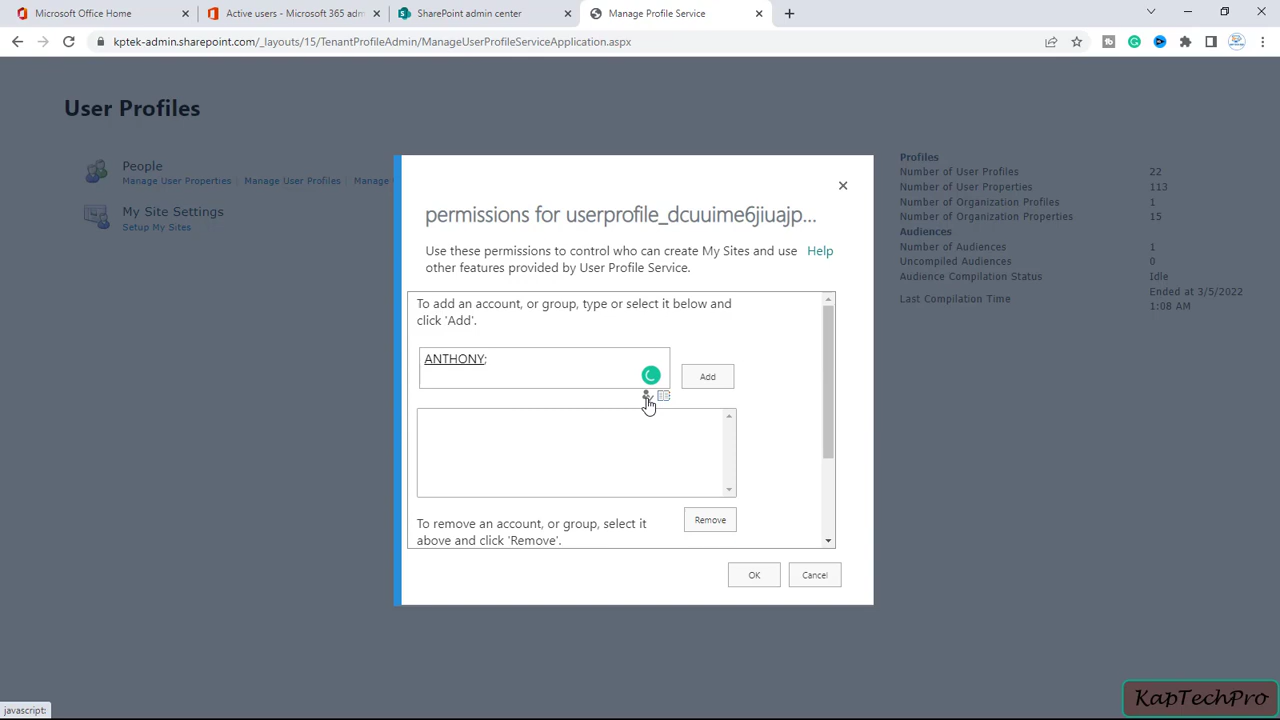 Microsoft Office Home
Active users - Microsoft 365 adm
SharePoint admin center
Manage Profile Service
kptek-admin.sharepoint.com/_layouts/15/TenantProfileAdmin/ManageUserProfileServiceApplication.aspx
User Profiles
People
Manage User Properties | Manage User Profiles | Manage
My Site Settings
Setup My Sites
Profiles
Number of User Profiles 22
Number of User Properties 113
Number of Organization Profiles 1
Number of Organization Properties 15
Audiences
Number of Audiences 1
Uncompiled Audiences 0
Audience Compilation Status Idle
Last Compilation Time Ended at 3/5/2022 1:08 AM
permissions for userprofile_dcuuime6jiuajp...
Use these permissions to control who can create My Sites and use
other features provided by User Profile Service.
Help
To add an account, or group, type or select it below and
click 'Add'.
ANTHONY;
Add
To remove an account, or group, select it
above and click 'Remove'.
Remove
OK
Cancel
javascript:
KapTechPro